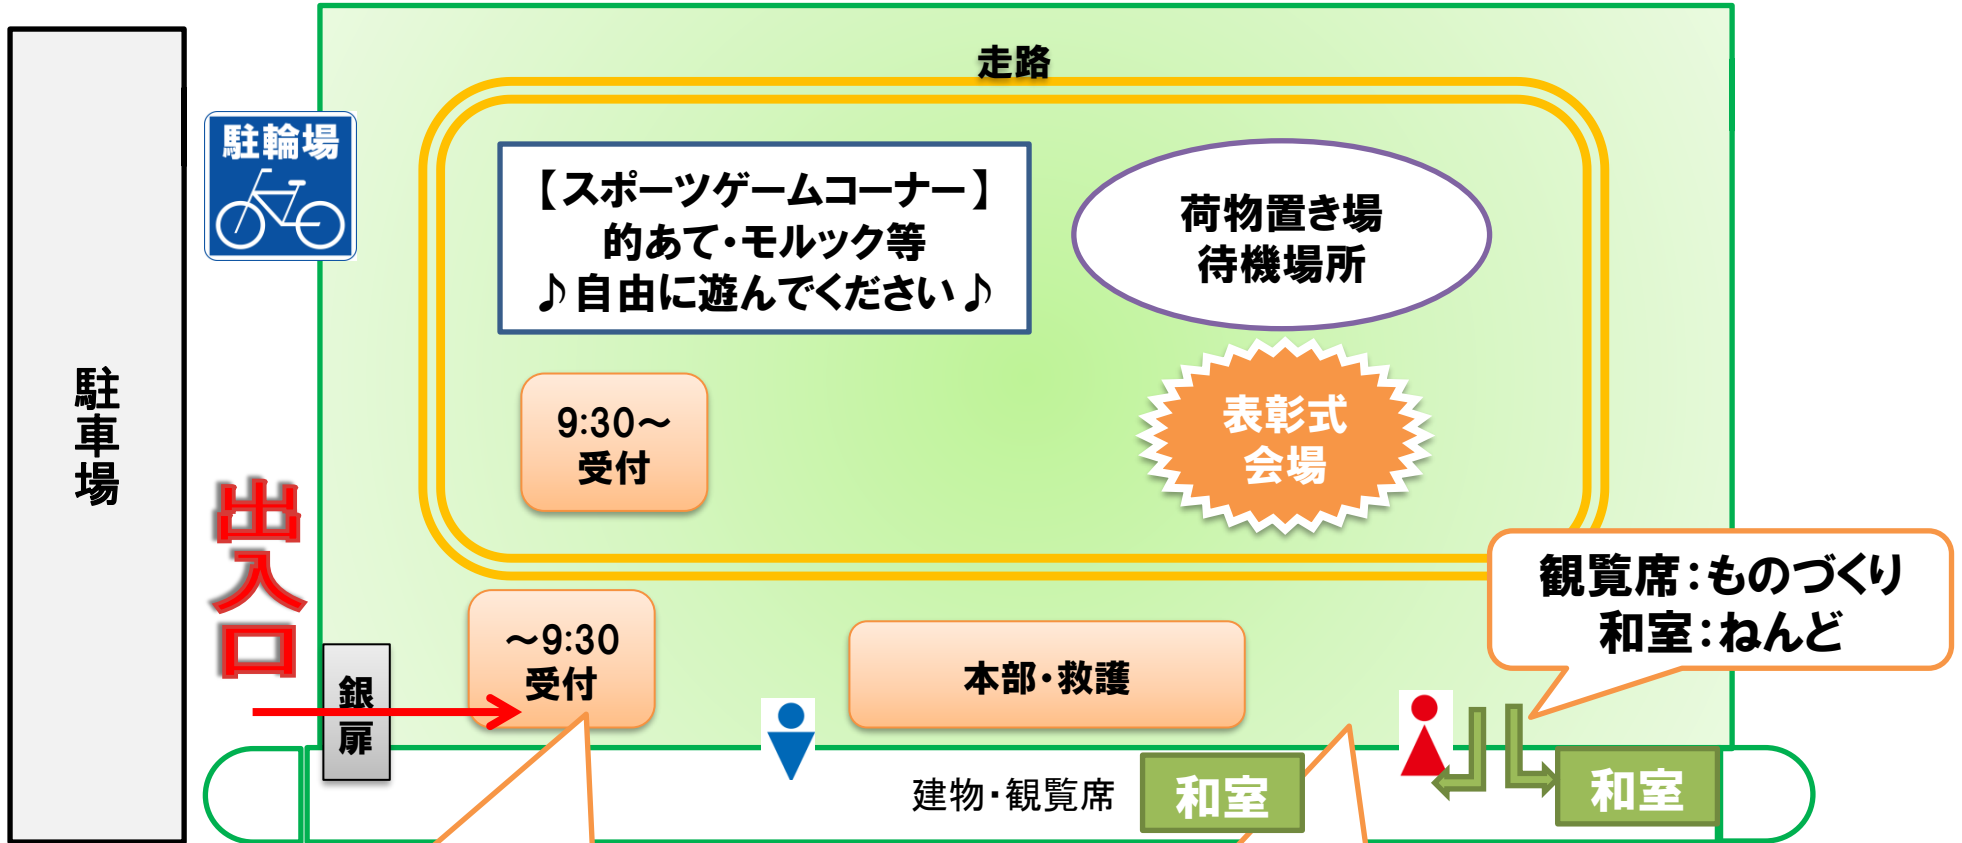 走路
駐輪場
【スポーツゲームコーナー】
的あて・モルック等
♪自由に遊んでください♪
荷物置き場
待機場所
駐車場
9:30～
受付
表彰式
会場
出入口
観覧席：ものづくり
和室：ねんど
～9:30
受付
本部・救護
銀扉
建物・観覧席
和室
和室